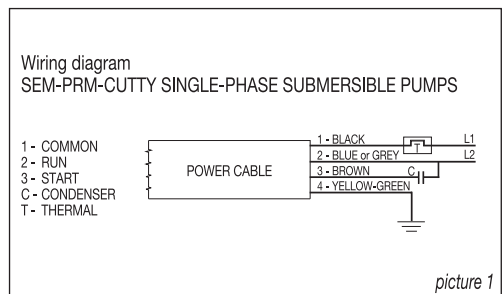 Wiring diagram
SEM-PRM-CUTTY SINGLE-PHASE SUBMERSIBLE PUMPS
1 - COMMON
2 - RUN
3 - START
C - CONDENSER
T - THERMAL
POWER CABLE
1 - BLACK
T
L1
2 - BLUE or GREY
L2
3 - BROWN
C
4 - YELLOW-GREEN
picture 1